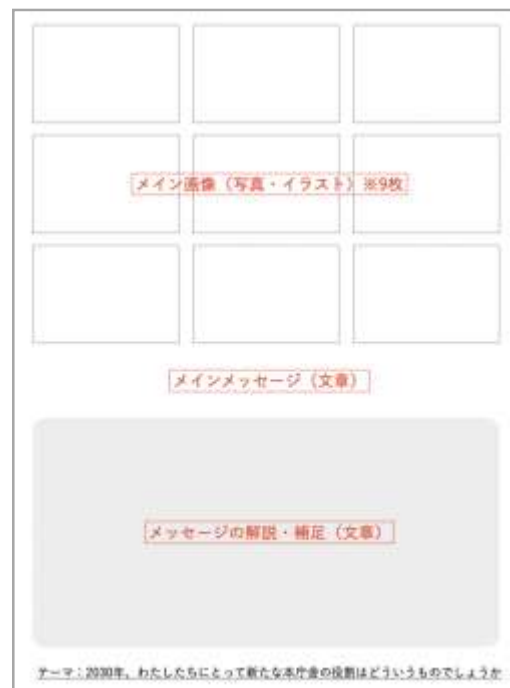 メイン画像（写真・イラスト）※9枚
メインメッセージ（文章）
メッセージの解説・補足（文章）
テーマ：2030年、わたしたちにとって新たな本庁舎の役割はどういうものでしょうか